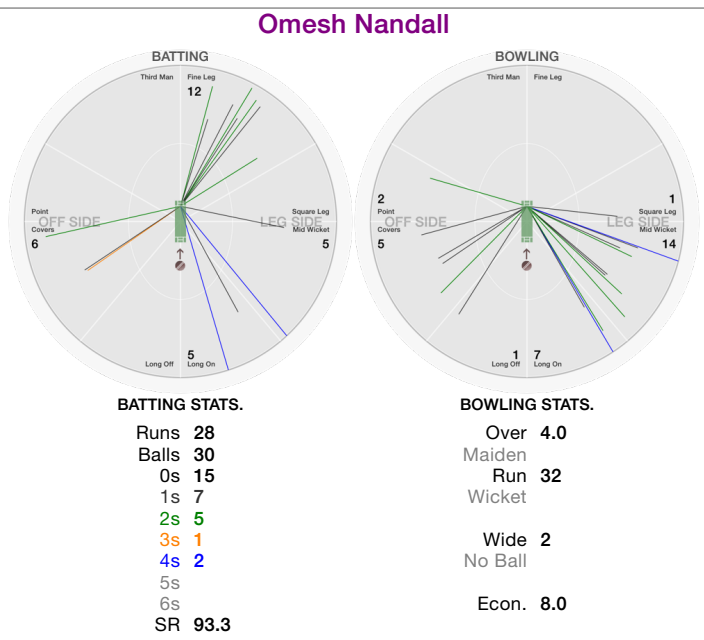 Omesh Nandall
BATTING
Third Man Fine Leg
12
Point
OFF SIDE
Covers
6
Square Leg
LEG SIDE
Mid Wicket
5
5
Long Off Long On
BOWLING
Third Man Fine Leg
2
Point
OFF SIDE
Covers
5
1
Square Leg
LEG SIDE
Mid Wicket
14
1 7
Long Off Long On
BATTING STATS.
Runs 28
Balls 30
0s 15
1s 7
2s 5
3s 1
4s 2
5s
6s
SR 93.3
BOWLING STATS.
Over 4.0
Maiden
Run 32
Wicket
Wide 2
No Ball
Econ. 8.0